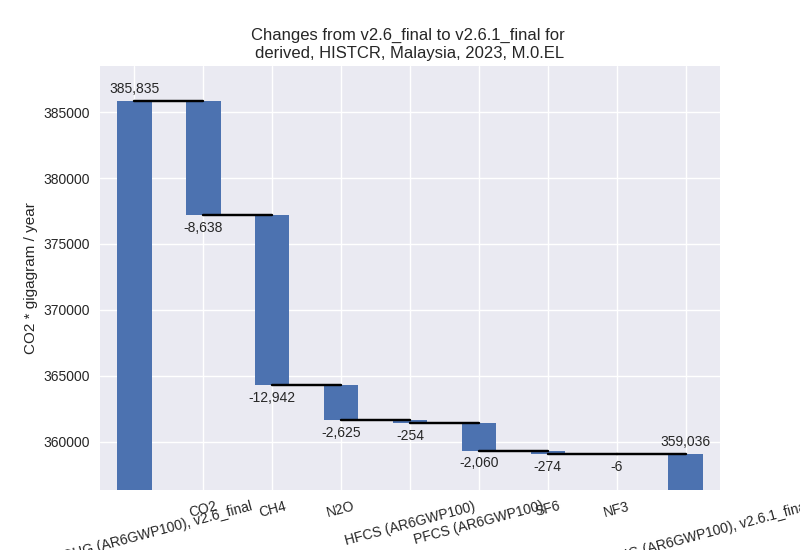 Changes from v2.6_final to v2.6.1_final for
derived, HISTCR, Malaysia, 2023, M.0.EL
CO2 * gigagram / year
385000
380000
375000
370000
365000
360000
385,835
-8,638
-12,942
-2,625
-254
-2,060
-274
-6
359,036
(AR6GWP100), v2.6_final
CO2
CH4
N2O
HFCS (AR6GWP100)
PFCS (AR6GWP100)
SF6
NF3
(AR6GWP100), v2.6.1_final